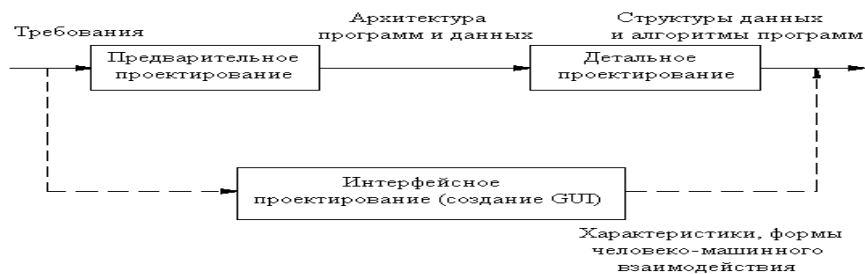 Требования
Архитектура
программ и данных
Структуры данных
и алгоритмы программ
Предварительное
проектирование
Детальное
проектирование
Интерфейсное
проектирование (создание GUI)
Характеристики, формы
человеко-машинного
взаимодействия